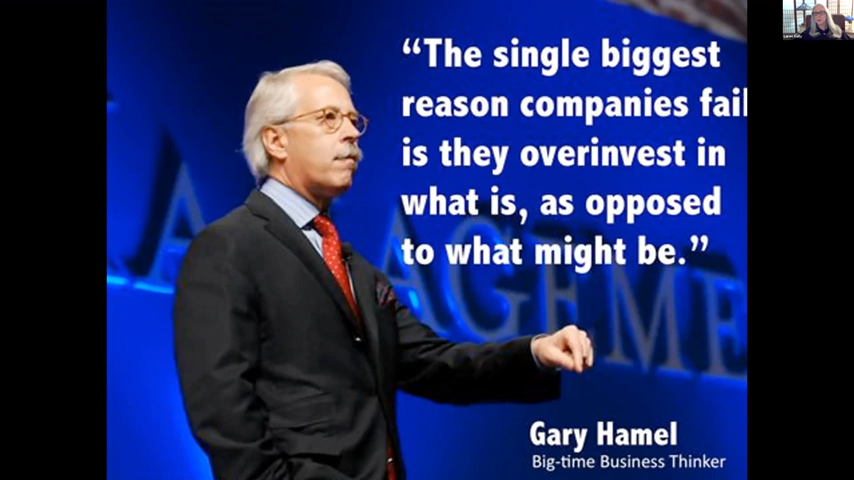 “The single biggest
reason companies fail
is they overinvest in
what is, as opposed
to what might be.”
AGEME
Gary Hamel
Big-time Business Thinker